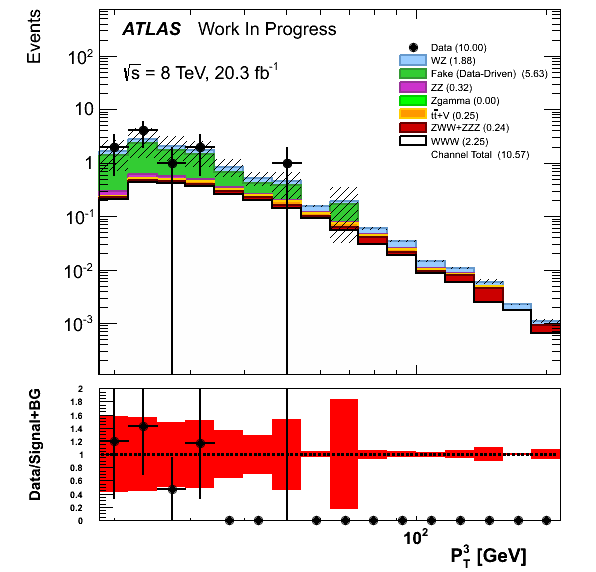 Events
ATLAS Work In Progress
√s = 8 TeV, 20.3 fb⁻¹
Data (10.00)
WZ (1.88)
Fake (Data-Driven) (5.63)
ZZ (0.32)
Zgamma (0.00)
tt̄+V (0.25)
ZWW+ZZZ (0.24)
WWW (2.25)
Channel Total (10.57)
10²
10
1
10⁻¹
10⁻²
10⁻³
Data/Signal+BG
2
1.8
1.6
1.4
1.2
1
0.8
0.6
0.4
0.2
0
10²
P³_T [GeV]